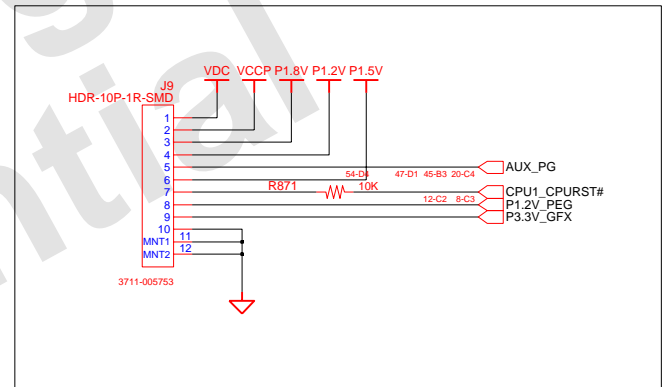 VDC VCCP P1.8V P1.2V P1.5V
J9
HDR-10P-1R-SMD
1
2
3
4
5
6
7
8
9
10
MNT1 11
MNT2 12
3711-005753
54-D4 47-D1 45-B3 20-C4 AUX_PG
R871 10K CPU1_CPURST#
12-C2 8-C3 P1.2V_PEG
P3.3V_GFX
ential